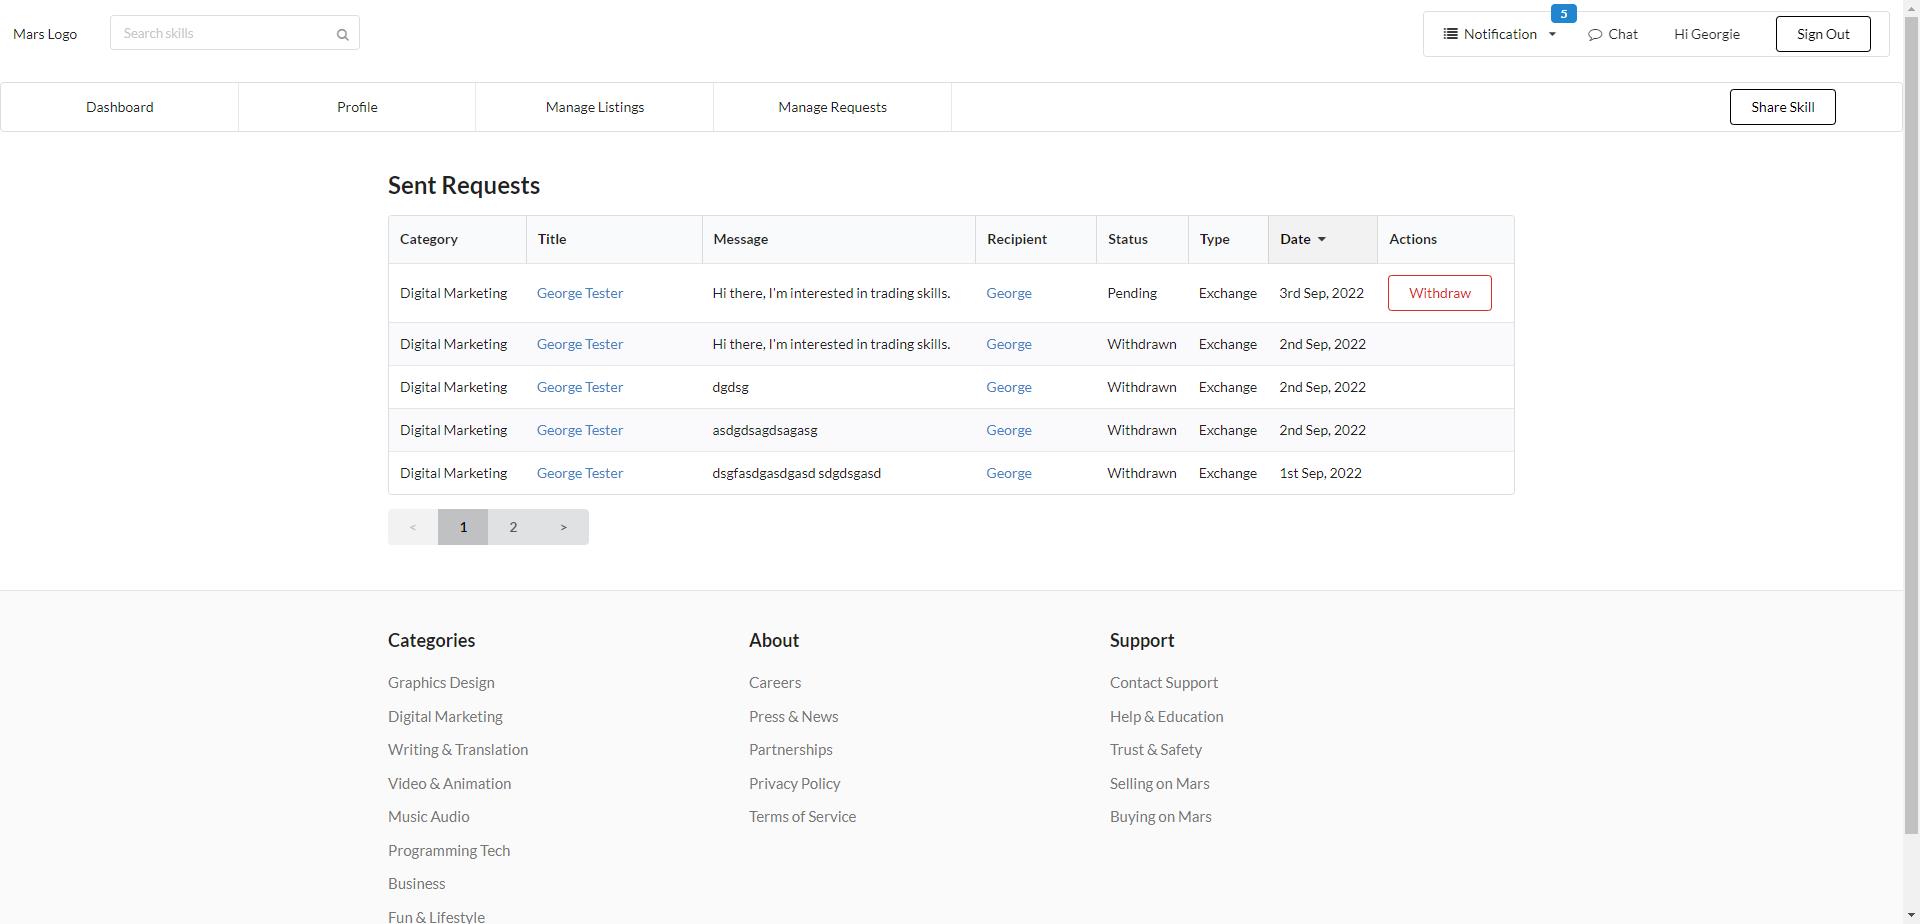 Mars Logo
Search skills
Notification
5
Chat
Hi Georgie
Sign Out
Dashboard
Profile
Manage Listings
Manage Requests
Share Skill
Sent Requests
Category Title Message Recipient Status Type Date Actions
Digital Marketing George Tester Hi there, I'm interested in trading skills. George Pending Exchange 3rd Sep, 2022 Withdraw
Digital Marketing George Tester Hi there, I'm interested in trading skills. George Withdrawn Exchange 2nd Sep, 2022
Digital Marketing George Tester dgdsg George Withdrawn Exchange 2nd Sep, 2022
Digital Marketing George Tester asdgdsagdsagasg George Withdrawn Exchange 2nd Sep, 2022
Digital Marketing George Tester dsgfasdgasdgasd sdgdsgasd George Withdrawn Exchange 1st Sep, 2022
< 1 2 >
Categories
Graphics Design
Digital Marketing
Writing & Translation
Video & Animation
Music Audio
Programming Tech
Business
Fun & Lifestyle
About
Careers
Press & News
Partnerships
Privacy Policy
Terms of Service
Support
Contact Support
Help & Education
Trust & Safety
Selling on Mars
Buying on Mars